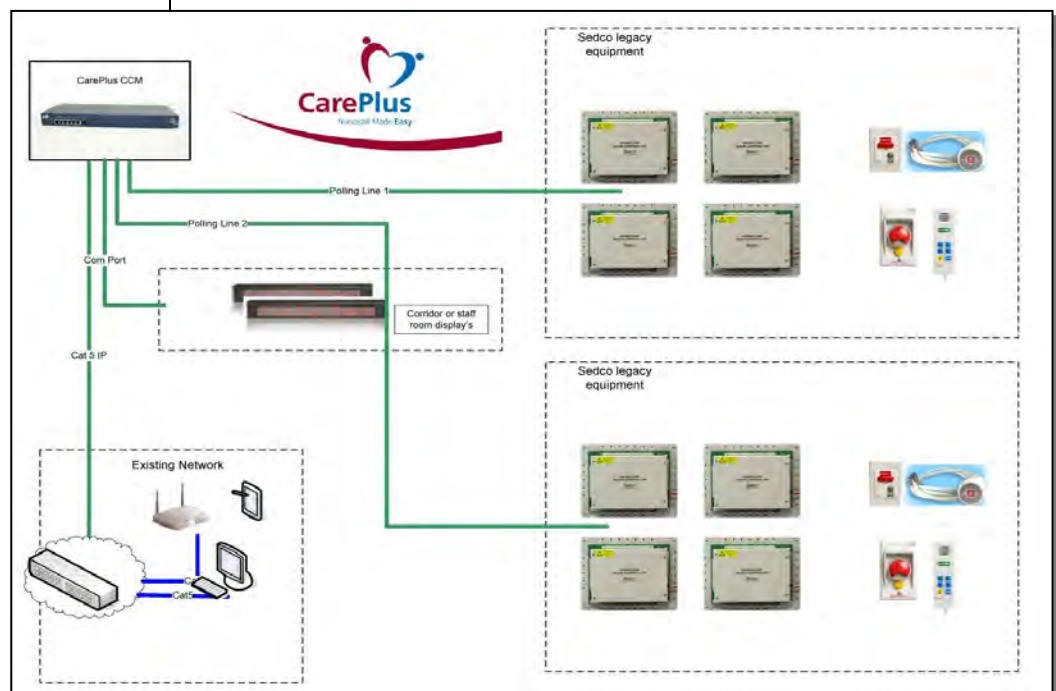 CarePlus CCM
CarePlus
Nursecall Made Easy
Sedco legacy
equipment
Polling Line 1
Polling Line 2
Com Port
Corridor or staff
room display's
Cat 5 IP
Sedco legacy
equipment
Existing Network
Cat5